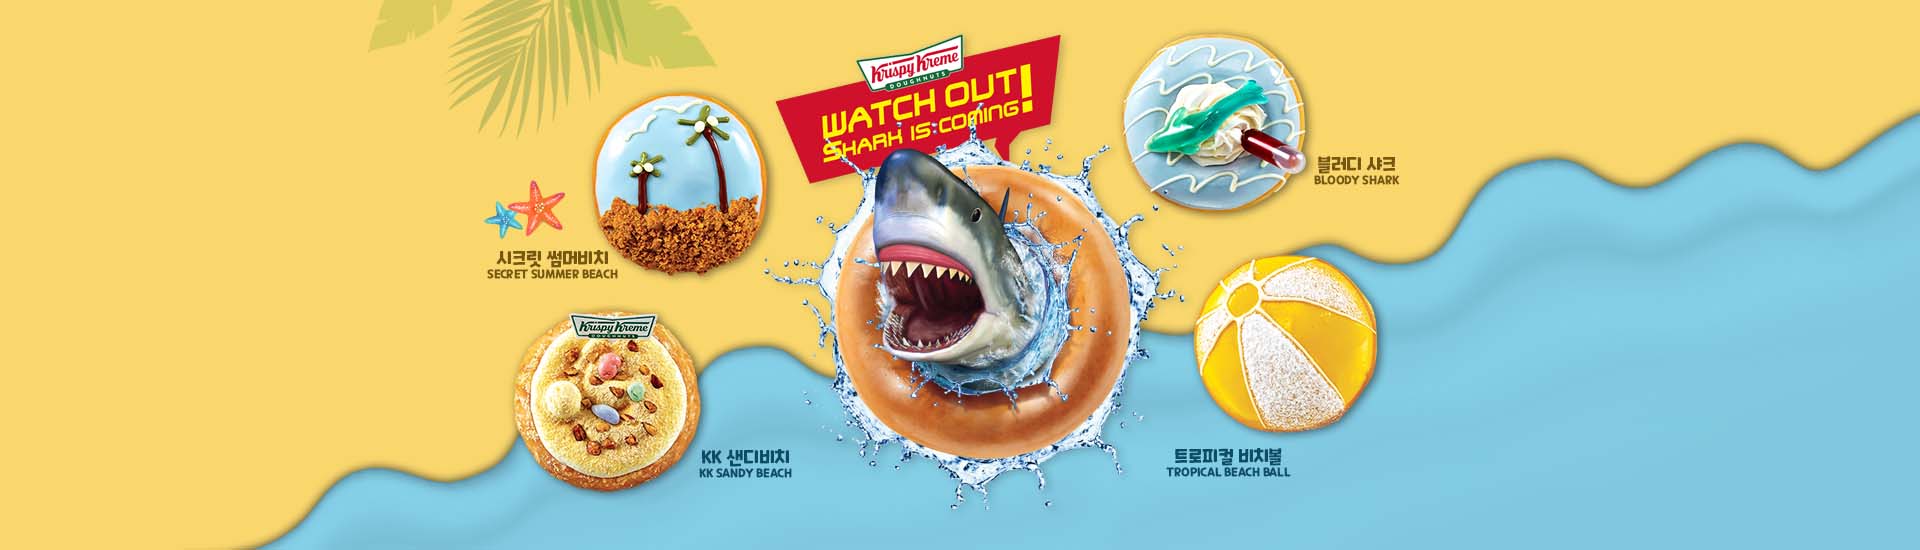 Krispy Kreme
DOUGHNUTS
WATCH OUT!
SHARK IS COMING
시크릿 썸머비치
SECRET SUMMER BEACH
블러디 샤크
BLOODY SHARK
Krispy Kreme
DOUGHNUTS
KK 샌디비치
KK SANDY BEACH
트로피컬 비치볼
TROPICAL BEACH BALL